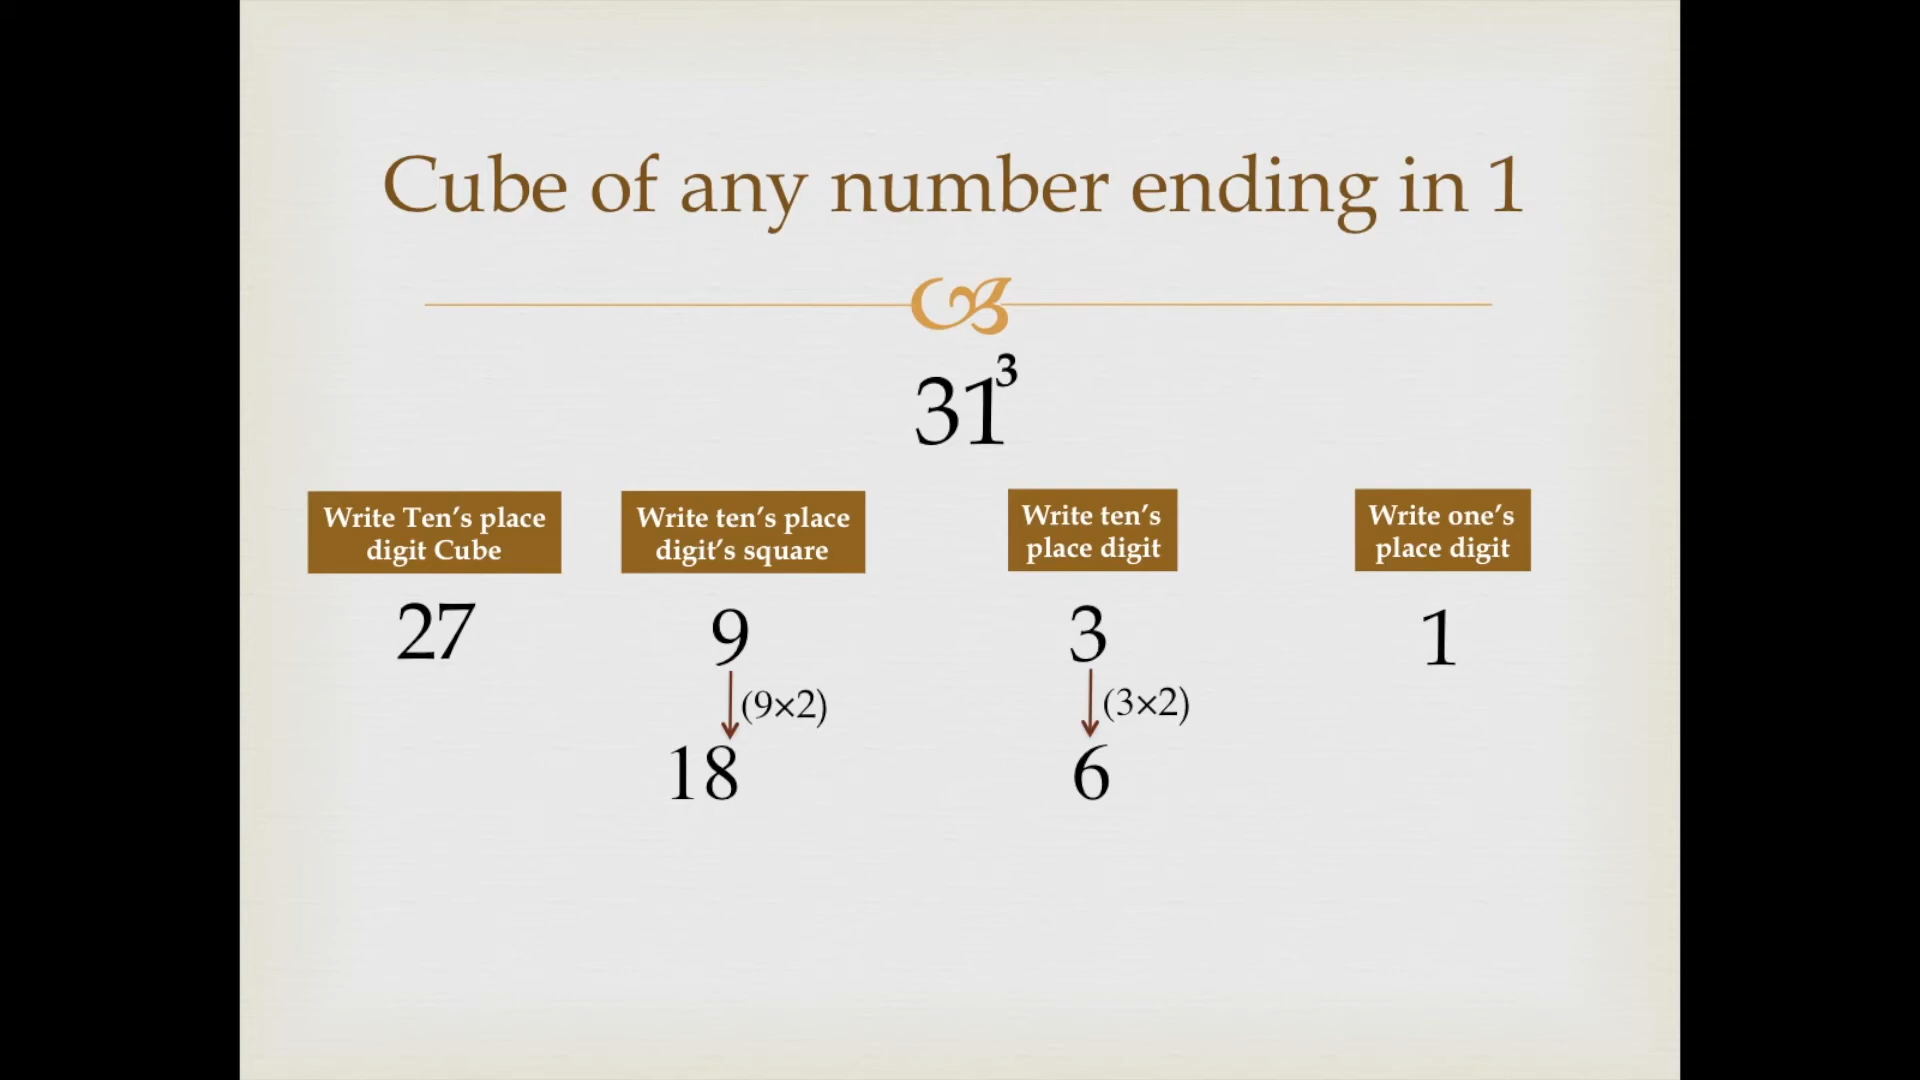 Cube of any number ending in 1
31³
Write Ten's place
digit Cube
Write ten's place
digit's square
Write ten's
place digit
Write one's
place digit
27 9 3 1
(9×2) (3×2)
18 6